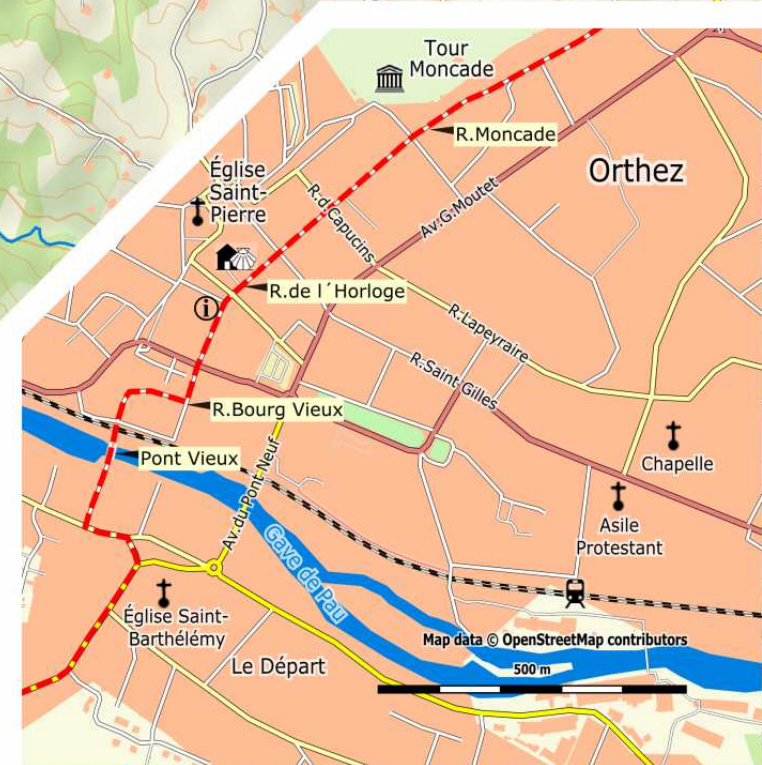 Tour
Moncade
R.Moncade
Orthez
Église
Saint-
Pierre
R.d.Capucins
Av.G.Moutet
R.de l´Horloge
R.Lapeyraire
R.Saint Gilles
R.Bourg Vieux
Pont Vieux
Av.du Pont Neuf
Chapelle
Asile
Protestant
Gave de Pau
Église Saint-
Barthélémy
Le Départ
Map data © OpenStreetMap contributors
500 m